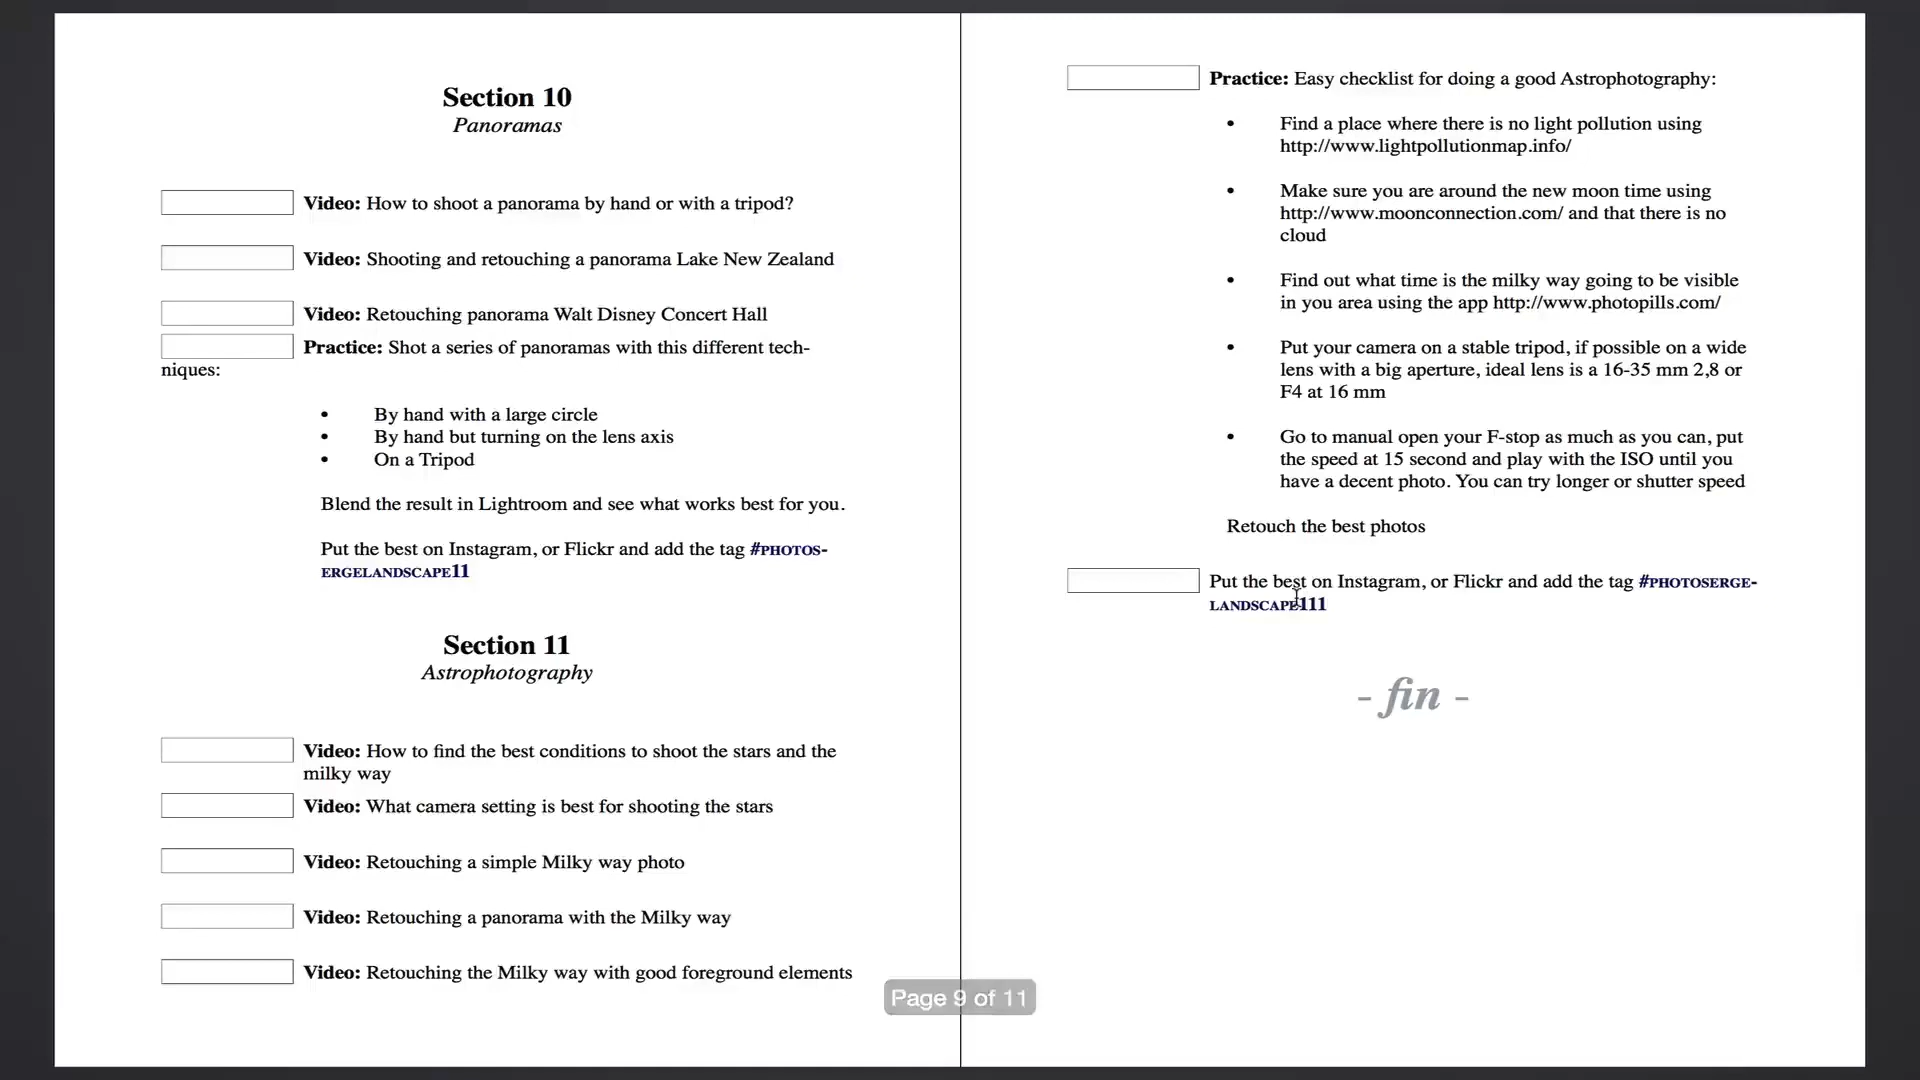 Section 10
Panoramas
Video: How to shoot a panorama by hand or with a tripod?
Video: Shooting and retouching a panorama Lake New Zealand
Video: Retouching panorama Walt Disney Concert Hall
Practice: Shot a series of panoramas with this different tech-
niques:
• By hand with a large circle
• By hand but turning on the lens axis
• On a Tripod
Blend the result in Lightroom and see what works best for you.
Put the best on Instagram, or Flickr and add the tag #PHOTOS-
ERGELANDSCAPE11
Section 11
Astrophotography
Video: How to find the best conditions to shoot the stars and the
milky way
Video: What camera setting is best for shooting the stars
Video: Retouching a simple Milky way photo
Video: Retouching a panorama with the Milky way
Video: Retouching the Milky way with good foreground elements
Practice: Easy checklist for doing a good Astrophotography:
• Find a place where there is no light pollution using
http://www.lightpollutionmap.info/
• Make sure you are around the new moon time using
http://www.moonconnection.com/ and that there is no
cloud
• Find out what time is the milky way going to be visible
in you area using the app http://www.photopills.com/
• Put your camera on a stable tripod, if possible on a wide
lens with a big aperture, ideal lens is a 16-35 mm 2,8 or
F4 at 16 mm
• Go to manual open your F-stop as much as you can, put
the speed at 15 second and play with the ISO until you
have a decent photo. You can try longer or shutter speed
Retouch the best photos
Put the best on Instagram, or Flickr and add the tag #PHOTOSERGE-
LANDSCAPE111
- fin -
Page 9 of 11